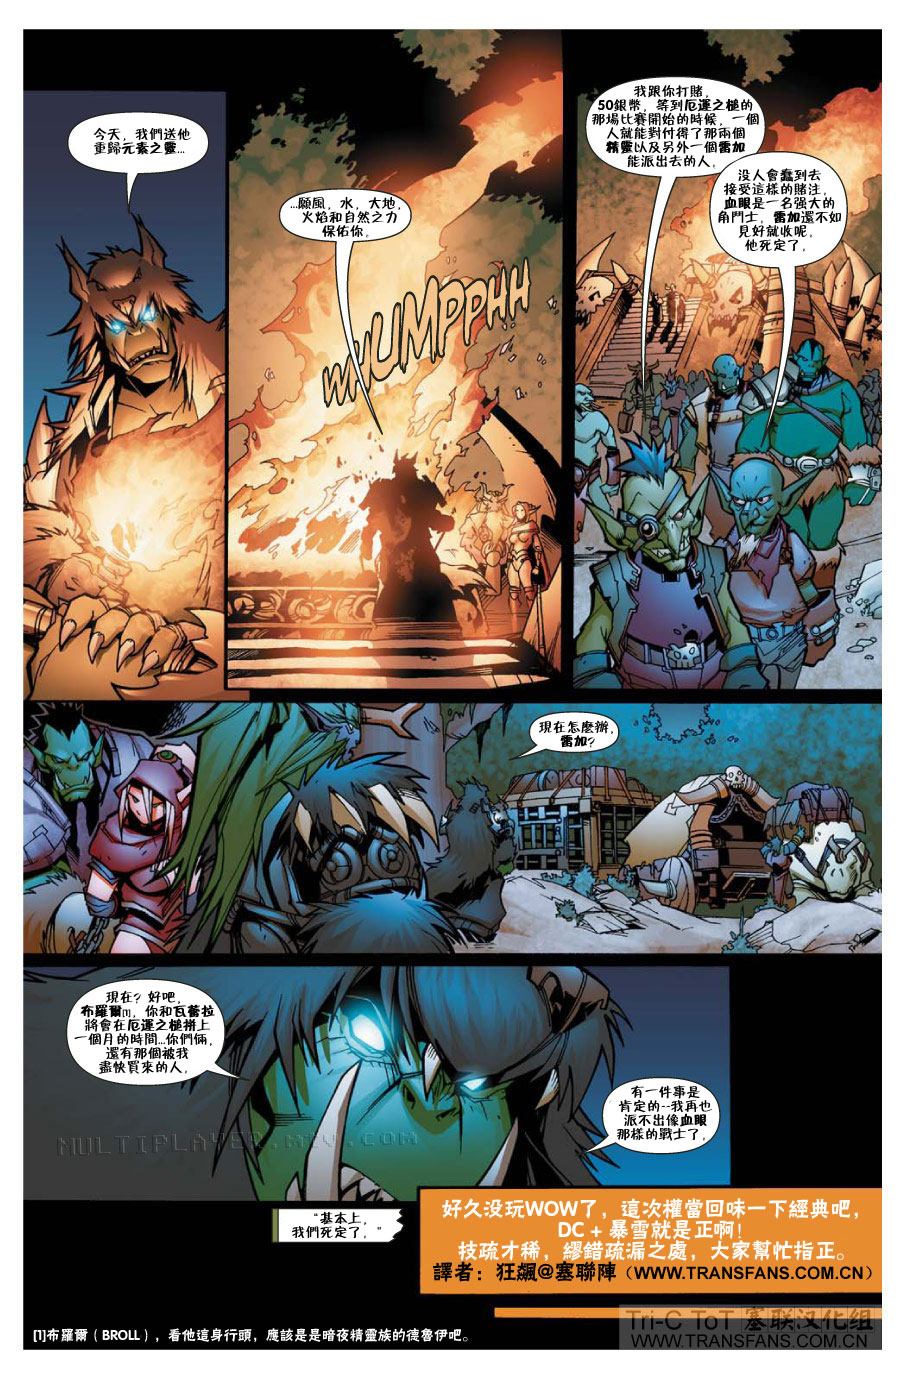 今天，我們送他
重歸元素之靈...
...願風，水，大地，
火焰和自然之力
保佑你。
WHUMPPHH
我跟你打賭，
50銀幣，等到厄運之槌的
那場比賽開始的時候，一個
人就能對付得了那兩個
精靈以及另外一個雷加
能派出去的人。
没人會蠢到去
接受這樣的賭注，
血眼是一名強大的
角鬥士，雷加還不如
見好就收呢，
他死定了。
現在怎麽辦，
雷加？
現在？好吧，
布羅爾[1]，你和瓦蕾拉
將會在厄運之槌拼上
一個月的時間...你們倆，
還有那個被我
盡快買來的人。
有一件事是
肯定的--我再也
派不出像血眼
那樣的戰士了。
MULTIPLAYER.MTV.COM
“基本上，
我們死定了。”
好久没玩WOW了，這次權當回味一下經典吧，
DC + 暴雪就是正啊！
技疏才稀，繆錯疏漏之處，大家幫忙指正。
譯者：狂飆@塞聯陣（WWW.TRANSFANS.COM.CN）
[1]布羅爾（BROLL），看他這身行頭，應該是是暗夜精靈族的德魯伊吧。
Tri-C ToT 塞联汉化组
WWW.TRANSFANS.COM.CN